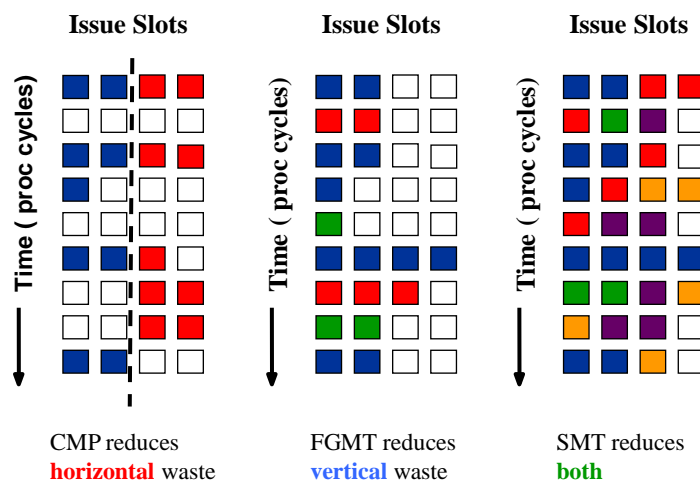 Issue Slots
Issue Slots
Issue Slots
Time ( proc cycles)
Time ( proc cycles)
Time ( proc cycles)
CMP reduces
horizontal waste
FGMT reduces
vertical waste
SMT reduces
both